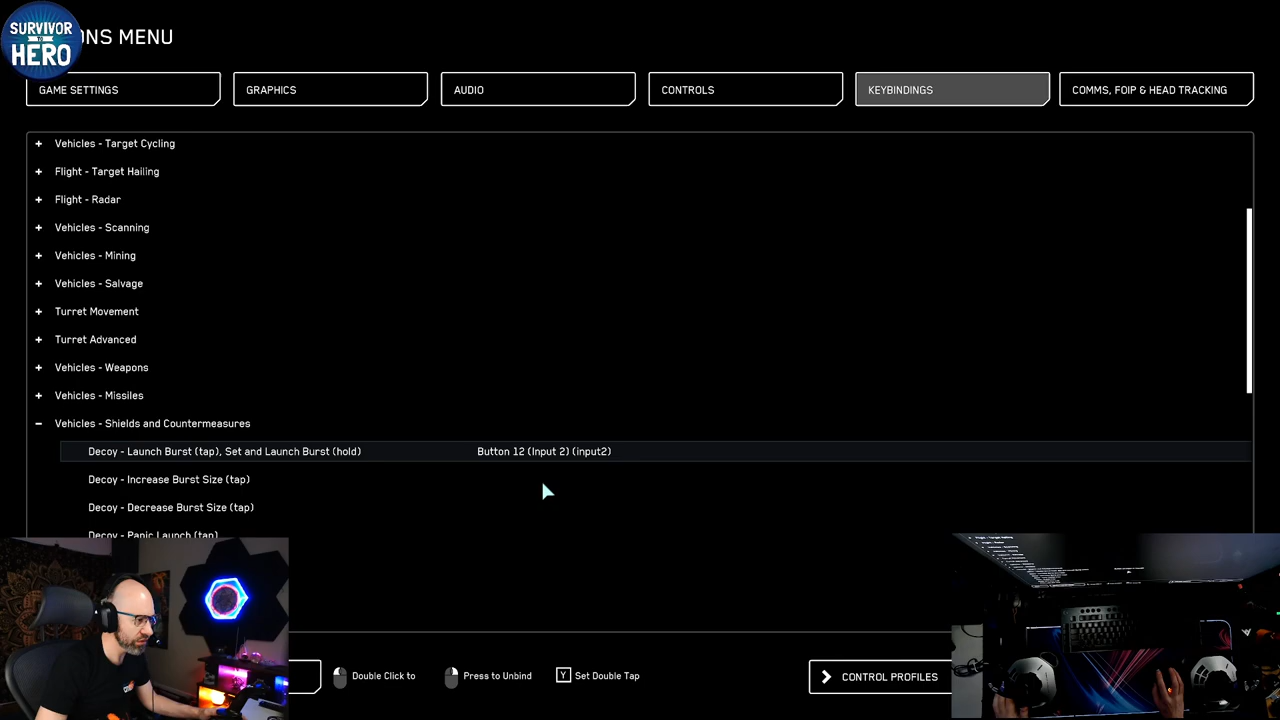 SURVIVOR
TO
HERO
ONS MENU
GAME SETTINGS
GRAPHICS
AUDIO
CONTROLS
KEYBINDINGS
COMMS, FOIP & HEAD TRACKING
+ Vehicles - Target Cycling
+ Flight - Target Hailing
+ Flight - Radar
+ Vehicles - Scanning
+ Vehicles - Mining
+ Vehicles - Salvage
+ Turret Movement
+ Turret Advanced
+ Vehicles - Weapons
+ Vehicles - Missiles
- Vehicles - Shields and Countermeasures
Decoy - Launch Burst (tap), Set and Launch Burst (hold) Button 12 (Input 2) (input2)
Decoy - Increase Burst Size (tap)
Decoy - Decrease Burst Size (tap)
Decoy - Panic Launch (tap)
Double Click to
Press to Unbind
Y Set Double Tap
CONTROL PROFILES